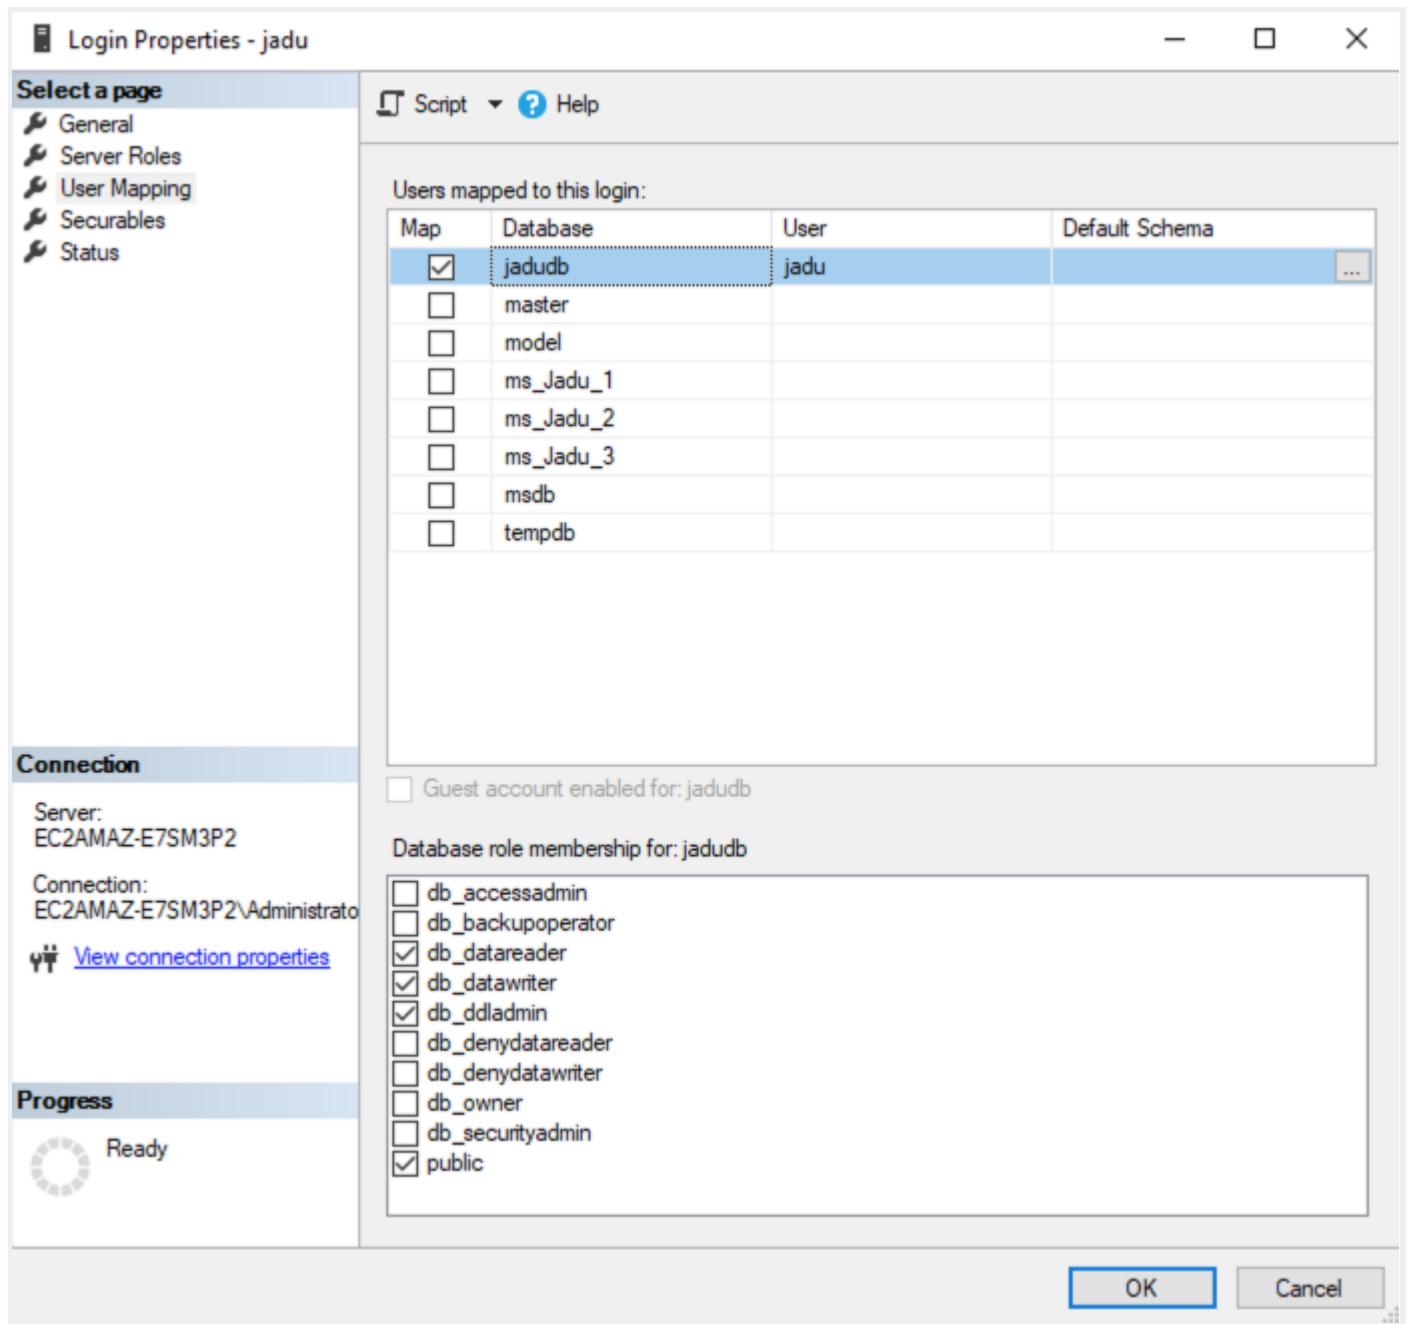 Login Properties - jadu
Select a page
General
Server Roles
User Mapping
Securables
Status
Script
Help
Users mapped to this login:
Map Database User Default Schema
jadudb jadu ...
master
model
ms_Jadu_1
ms_Jadu_2
ms_Jadu_3
msdb
tempdb
Guest account enabled for: jadudb
Database role membership for: jadudb
db_accessadmin
db_backupoperator
db_datareader
db_datawriter
db_ddladmin
db_denydatareader
db_denydatawriter
db_owner
db_securityadmin
public
Connection
Server:
EC2AMAZ-E7SM3P2
Connection:
EC2AMAZ-E7SM3P2\Administrato
View connection properties
Progress
Ready
OK
Cancel